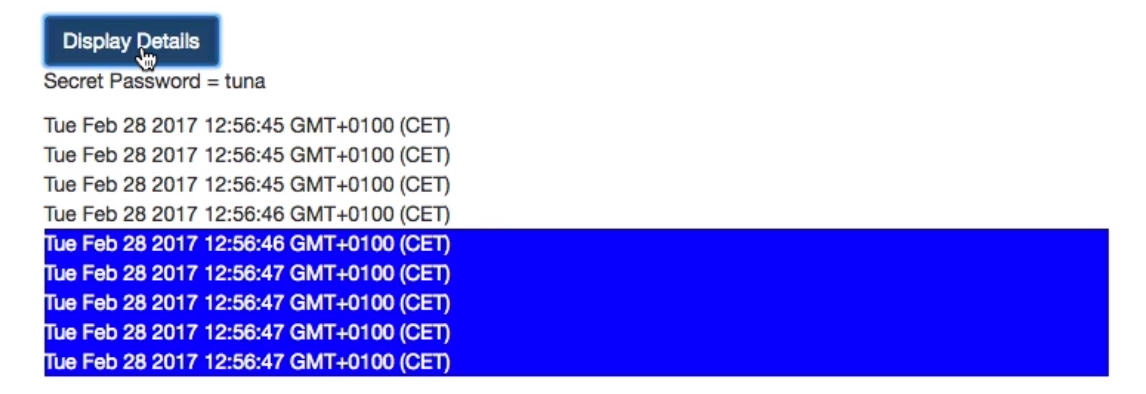 Display Details
Secret Password = tuna
Tue Feb 28 2017 12:56:45 GMT+0100 (CET)
Tue Feb 28 2017 12:56:45 GMT+0100 (CET)
Tue Feb 28 2017 12:56:45 GMT+0100 (CET)
Tue Feb 28 2017 12:56:46 GMT+0100 (CET)
Tue Feb 28 2017 12:56:46 GMT+0100 (CET)
Tue Feb 28 2017 12:56:47 GMT+0100 (CET)
Tue Feb 28 2017 12:56:47 GMT+0100 (CET)
Tue Feb 28 2017 12:56:47 GMT+0100 (CET)
Tue Feb 28 2017 12:56:47 GMT+0100 (CET)